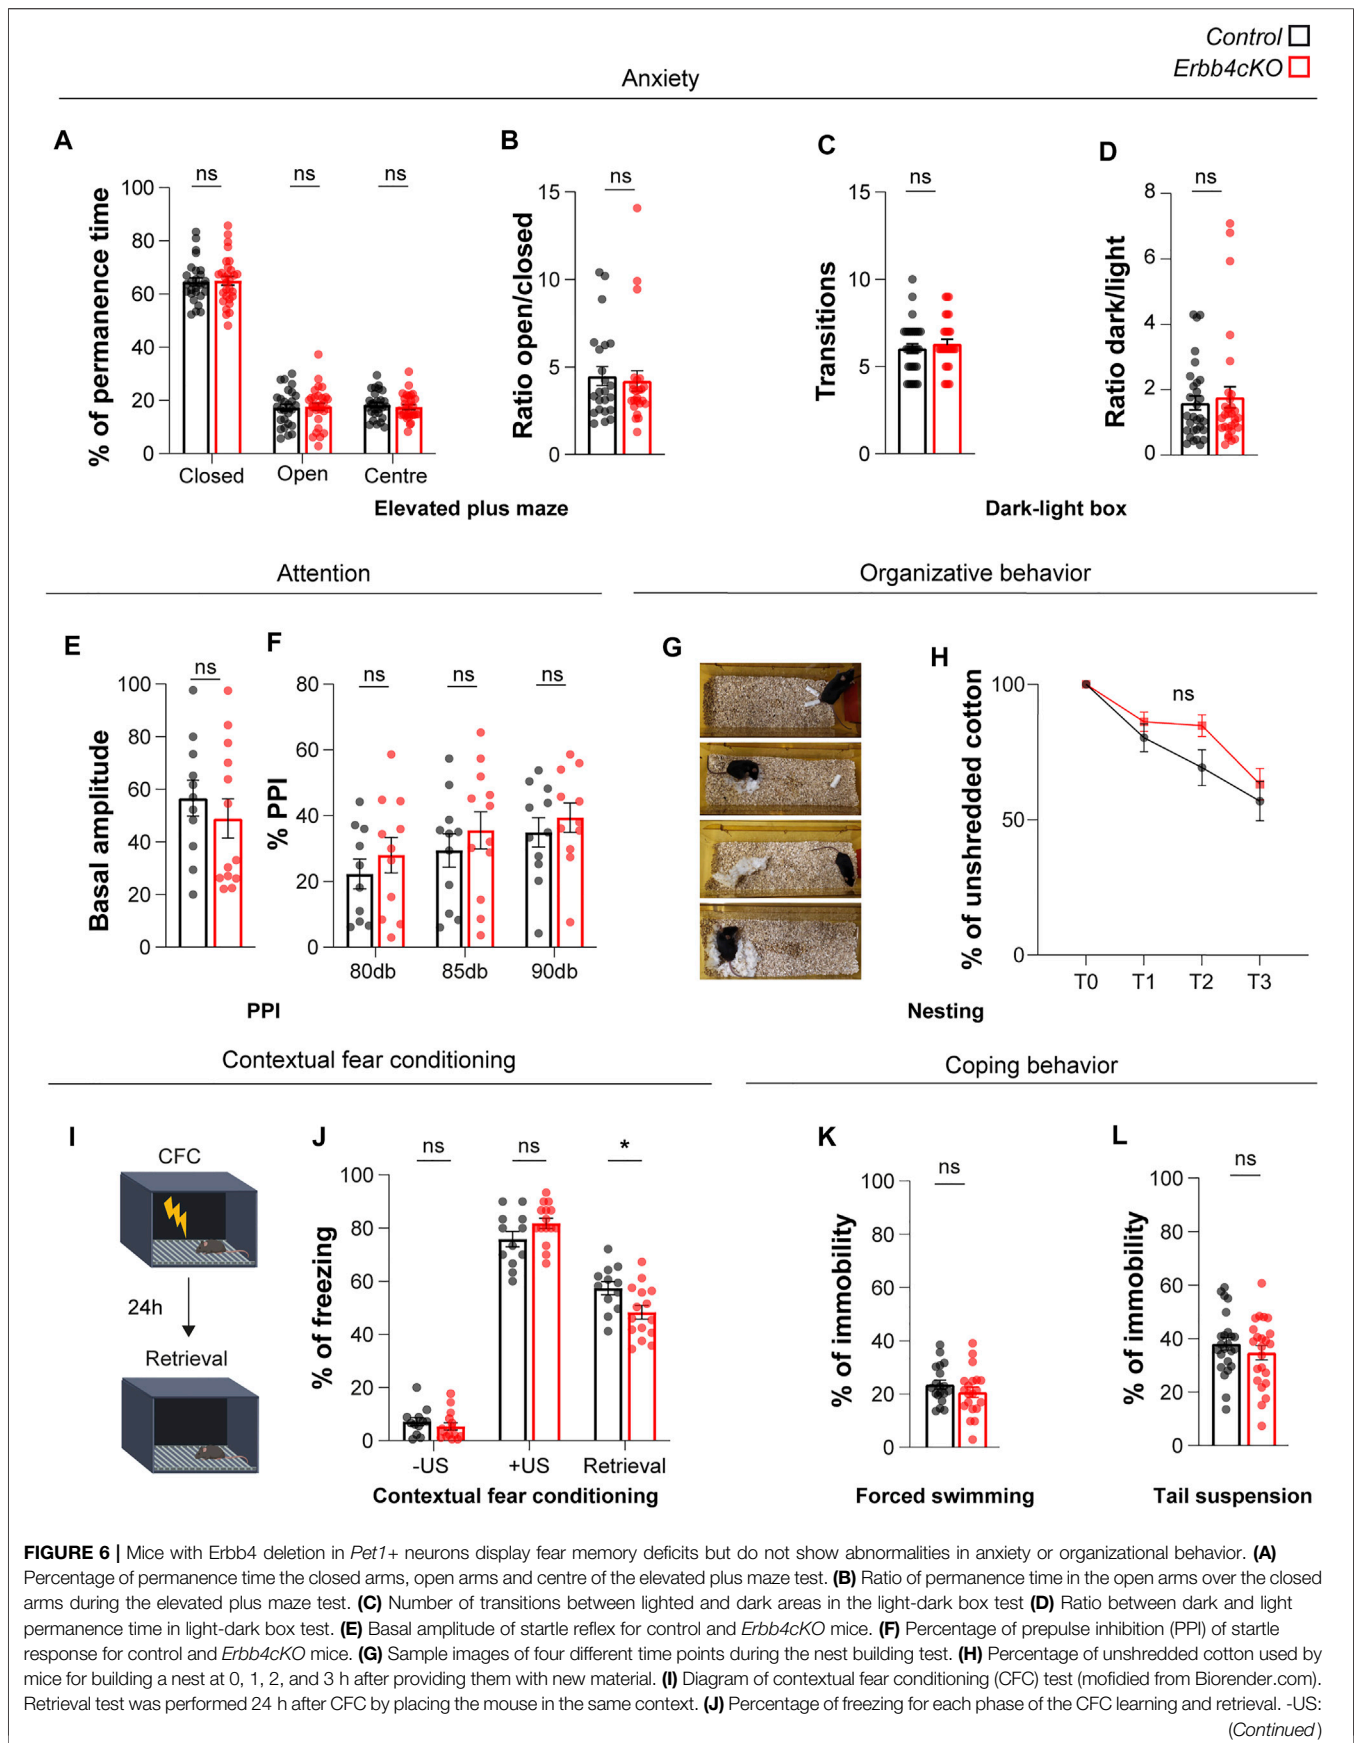 Control
Erbb4cKO
Anxiety
A
ns
ns
ns
% of permanence time
100
80
60
40
20
0
Closed
Open
Centre
B
ns
Ratio open/closed
15
10
5
0
Elevated plus maze
C
ns
Transitions
15
10
5
0
D
ns
Ratio dark/light
8
6
4
2
0
Dark-light box
Attention
Organizative behavior
E
ns
Basal amplitude
100
80
60
40
20
0
F
ns
ns
ns
% PPI
80
60
40
20
0
80db
85db
90db
PPI
G
H
ns
% of unshredded cotton
100
50
0
T0
T1
T2
T3
Nesting
Contextual fear conditioning
Coping behavior
I
CFC
24h
Retrieval
J
ns
ns
*
% of freezing
100
80
60
40
20
0
-US
+US
Retrieval
Contextual fear conditioning
K
ns
% of immobility
100
80
60
40
20
0
Forced swimming
L
ns
% of immobility
100
80
60
40
20
0
Tail suspension
FIGURE 6 | Mice with Erbb4 deletion in Pet1+ neurons display fear memory deficits but do not show abnormalities in anxiety or organizational behavior. (A)
Percentage of permanence time the closed arms, open arms and centre of the elevated plus maze test. (B) Ratio of permanence time in the open arms over the closed
arms during the elevated plus maze test. (C) Number of transitions between lighted and dark areas in the light-dark box test (D) Ratio between dark and light
permanence time in light-dark box test. (E) Basal amplitude of startle reflex for control and Erbb4cKO mice. (F) Percentage of prepulse inhibition (PPI) of startle
response for control and Erbb4cKO mice. (G) Sample images of four different time points during the nest building test. (H) Percentage of unshredded cotton used by
mice for building a nest at 0, 1, 2, and 3 h after providing them with new material. (I) Diagram of contextual fear conditioning (CFC) test (mofidied from Biorender.com).
Retrieval test was performed 24 h after CFC by placing the mouse in the same context. (J) Percentage of freezing for each phase of the CFC learning and retrieval. -US:
(Continued)